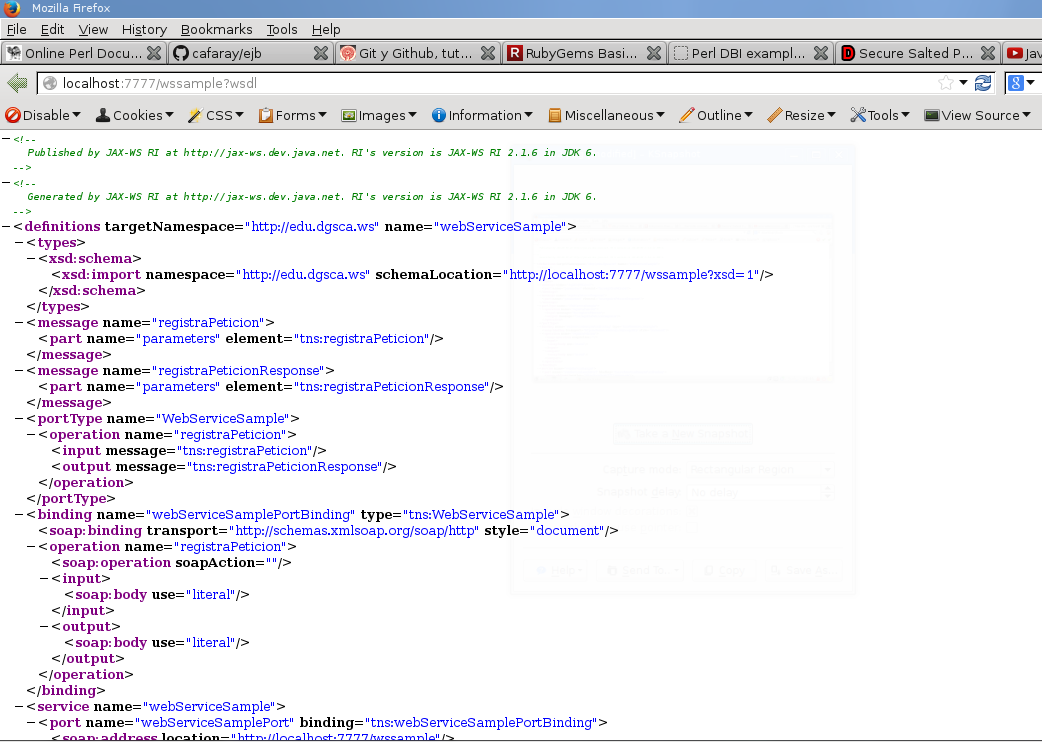 Mozilla Firefox
File Edit View History Bookmarks Tools Help
Online Perl Docu... cafaray/ejb Git y Github, tut... RubyGems Basi... Perl DBI exampl... Secure Salted P... Jav
localhost:7777/wssample?wsdl
Disable Cookies CSS Forms Images Information Miscellaneous Outline Resize Tools View Source
<!--
Published by JAX-WS RI at http://jax-ws.dev.java.net. RI's version is JAX-WS RI 2.1.6 in JDK 6.
-->
<!--
Generated by JAX-WS RI at http://jax-ws.dev.java.net. RI's version is JAX-WS RI 2.1.6 in JDK 6.
-->
<definitions targetNamespace="http://edu.dgsca.ws" name="webServiceSample">
<types>
<xsd:schema>
<xsd:import namespace="http://edu.dgsca.ws" schemaLocation="http://localhost:7777/wssample?xsd=1"/>
</xsd:schema>
</types>
<message name="registraPeticion">
<part name="parameters" element="tns:registraPeticion"/>
</message>
<message name="registraPeticionResponse">
<part name="parameters" element="tns:registraPeticionResponse"/>
</message>
<portType name="WebServiceSample">
<operation name="registraPeticion">
<input message="tns:registraPeticion"/>
<output message="tns:registraPeticionResponse"/>
</operation>
</portType>
<binding name="webServiceSamplePortBinding" type="tns:WebServiceSample">
<soap:binding transport="http://schemas.xmlsoap.org/soap/http" style="document"/>
<operation name="registraPeticion">
<soap:operation soapAction=""/>
<input>
<soap:body use="literal"/>
</input>
<output>
<soap:body use="literal"/>
</output>
</operation>
</binding>
<service name="webServiceSample">
<port name="webServiceSamplePort" binding="tns:webServiceSamplePortBinding">
<soap:address location="http://localhost:7777/wssample"/>